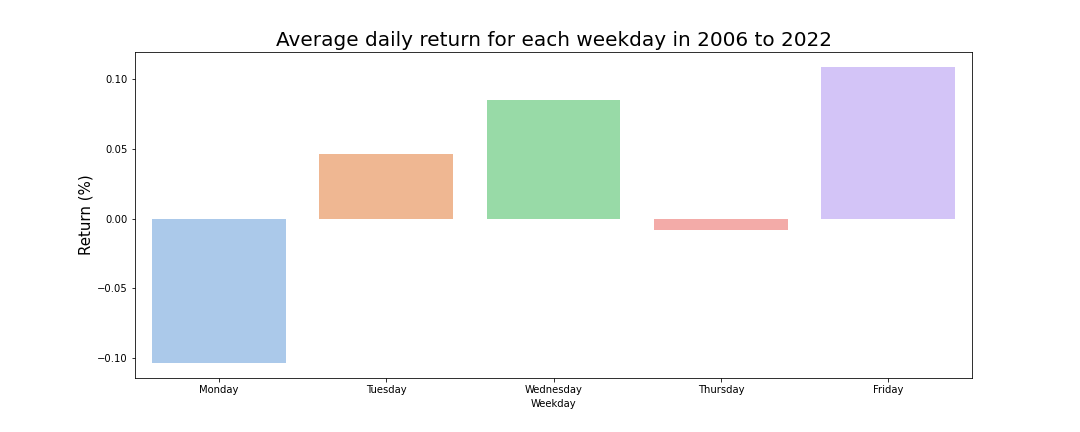 Average daily return for each weekday in 2006 to 2022
Return (%)
0.10
0.05
0.00
−0.05
−0.10
Monday Tuesday Wednesday Thursday Friday
Weekday